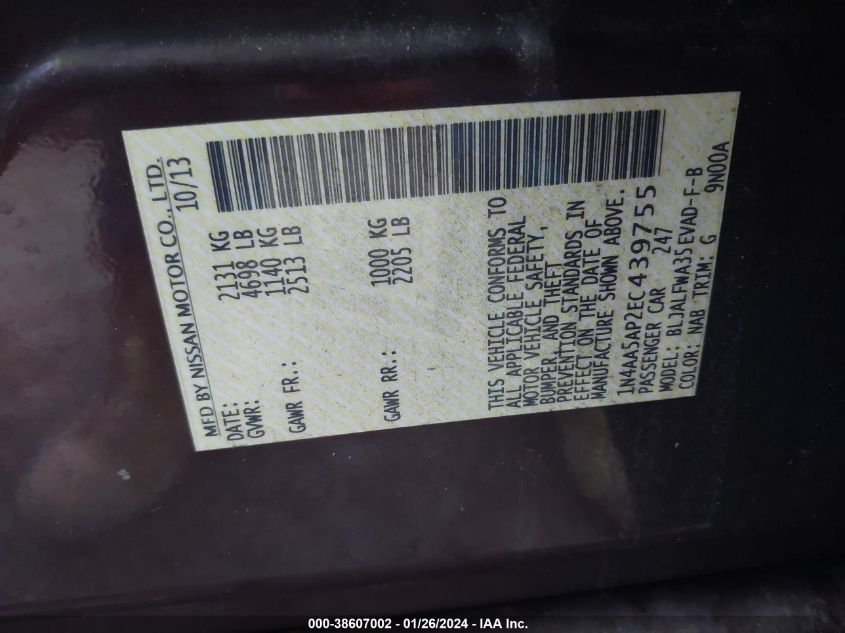 MFD BY NISSAN MOTOR CO., LTD.
DATE: 10/13
GVWR: 2131 KG
4698 LB
GAWR FR.: 1140 KG
2513 LB
GAWR RR.: 1000 KG
2205 LB
THIS VEHICLE CONFORMS TO
ALL APPLICABLE FEDERAL
MOTOR VEHICLE SAFETY,
BUMPER, AND THEFT
PREVENTION STANDARDS IN
EFFECT ON THE DATE OF
MANUFACTURE SHOWN ABOVE.
1N4AA5AP2EC439755
PASSENGER CAR 247
MODEL: BLJALFWA35EVAD-F-B
COLOR: NAB TRIM: G 9N00A
000-38607002 - 01/26/2024 - IAA Inc.